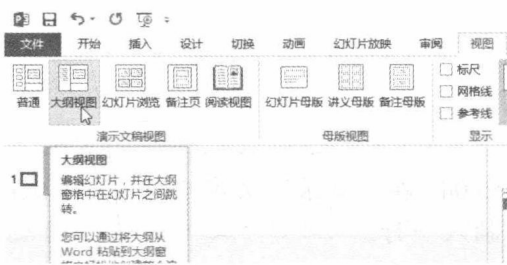 文件 开始 插入 设计 切换 动画 幻灯片放映 审阅 视图
普通 大纲视图 幻灯片浏览 备注页 阅读视图 幻灯片母版 讲义母版 备注母版
标尺
网格线
参考线
演示文稿视图 母版视图 显示
大纲视图
1
编辑幻灯片，并在大纲
窗格中在幻灯片之间跳
转。
您可以通过将大纲从
Word 粘贴到大纲窗